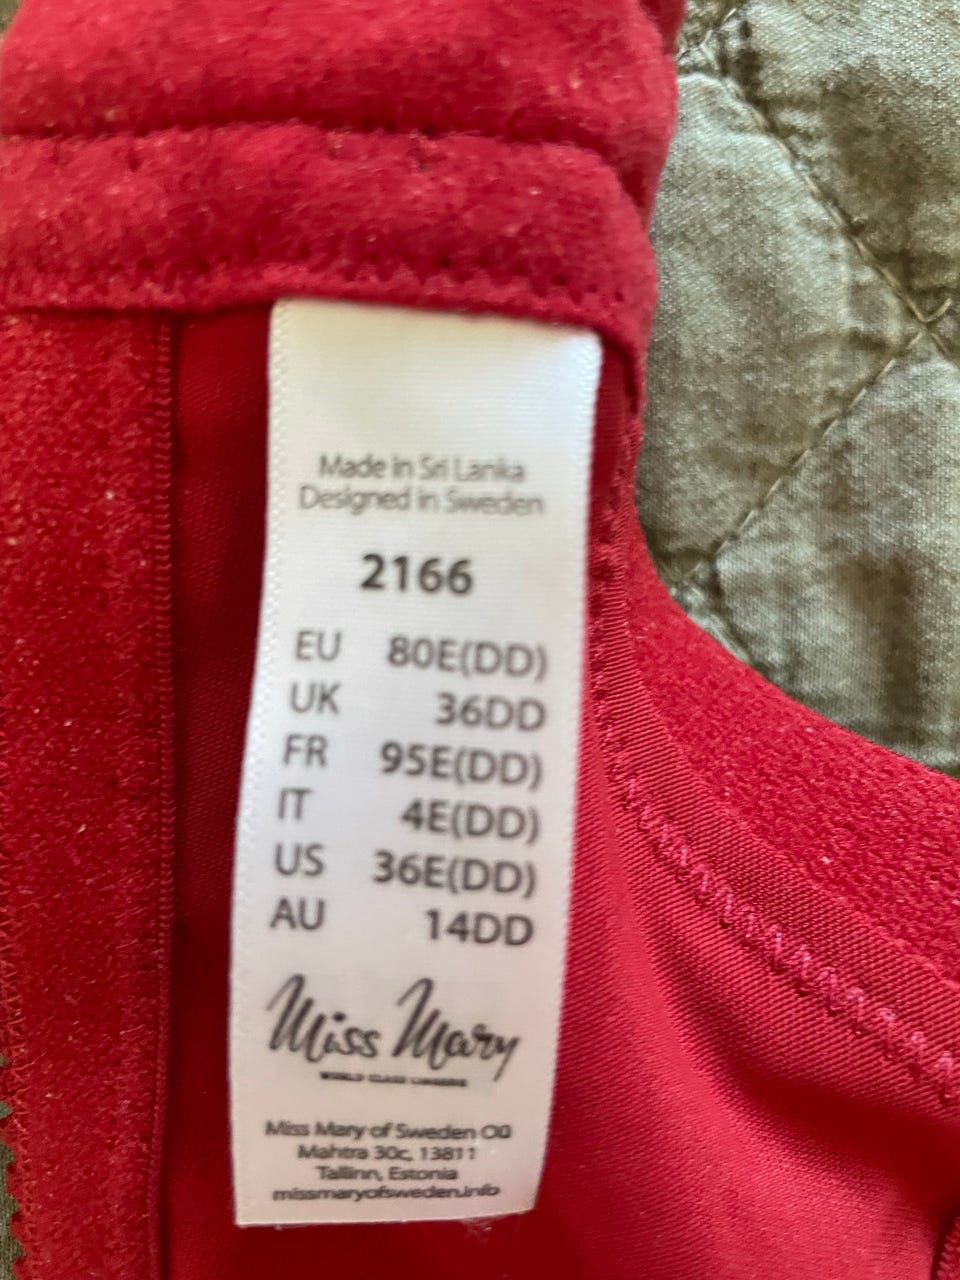 Made in Sri Lanka
Designed in Sweden
2166
EU 80E(DD)
UK 36DD
FR 95E(DD)
IT 4E(DD)
US 36E(DD)
AU 14DD
Miss Mary
WORLD CLASS LINGERIE
Miss Mary of Sweden OÜ
Mahtra 30c, 13811
Tallinn, Estonia
missmaryofsweden.info